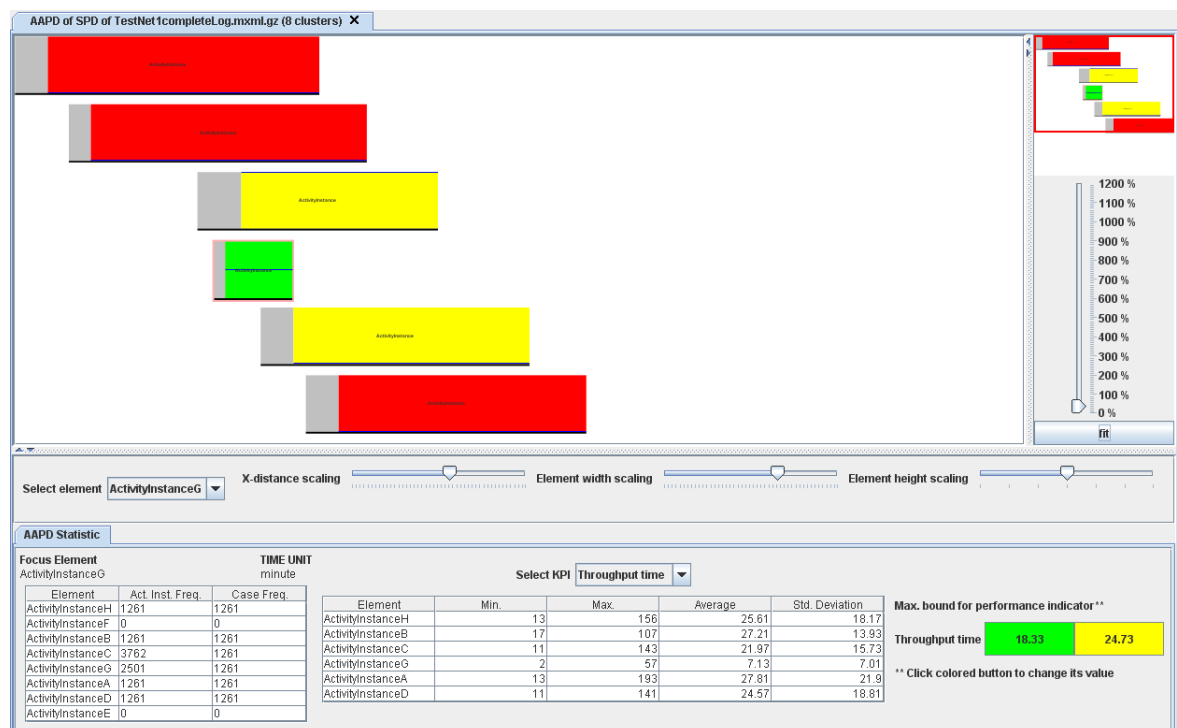 AAPD of SPD of TestNet1completeLog.mxml.gz (8 clusters) ✕
ActivityInstance
ActivityInstance
ActivityInstance
ActivityInstance
ActivityInstance
ActivityInstance
1200 %
1100 %
1000 %
900 %
800 %
700 %
600 %
500 %
400 %
300 %
200 %
100 %
0 %
fit
Select element ActivityInstanceG X-distance scaling Element width scaling Element height scaling
AAPD Statistic
Focus Element TIME UNIT
ActivityInstanceG minute
Select KPI Throughput time
Element Act. Inst. Freq. Case Freq.
ActivityInstanceH 1261 1261
ActivityInstanceF 0 0
ActivityInstanceB 1261 1261
ActivityInstanceC 3762 1261
ActivityInstanceG 2501 1261
ActivityInstanceA 1261 1261
ActivityInstanceD 1261 1261
ActivityInstanceE 0 0
Element Min. Max. Average Std. Deviation
ActivityInstanceH 13 156 25.61 18.17
ActivityInstanceB 17 107 27.21 13.93
ActivityInstanceC 11 143 21.97 15.73
ActivityInstanceG 2 57 7.13 7.01
ActivityInstanceA 13 193 27.81 21.9
ActivityInstanceD 11 141 24.57 18.81
Max. bound for performance indicator**
Throughput time 18.33 24.73
** Click colored button to change its value